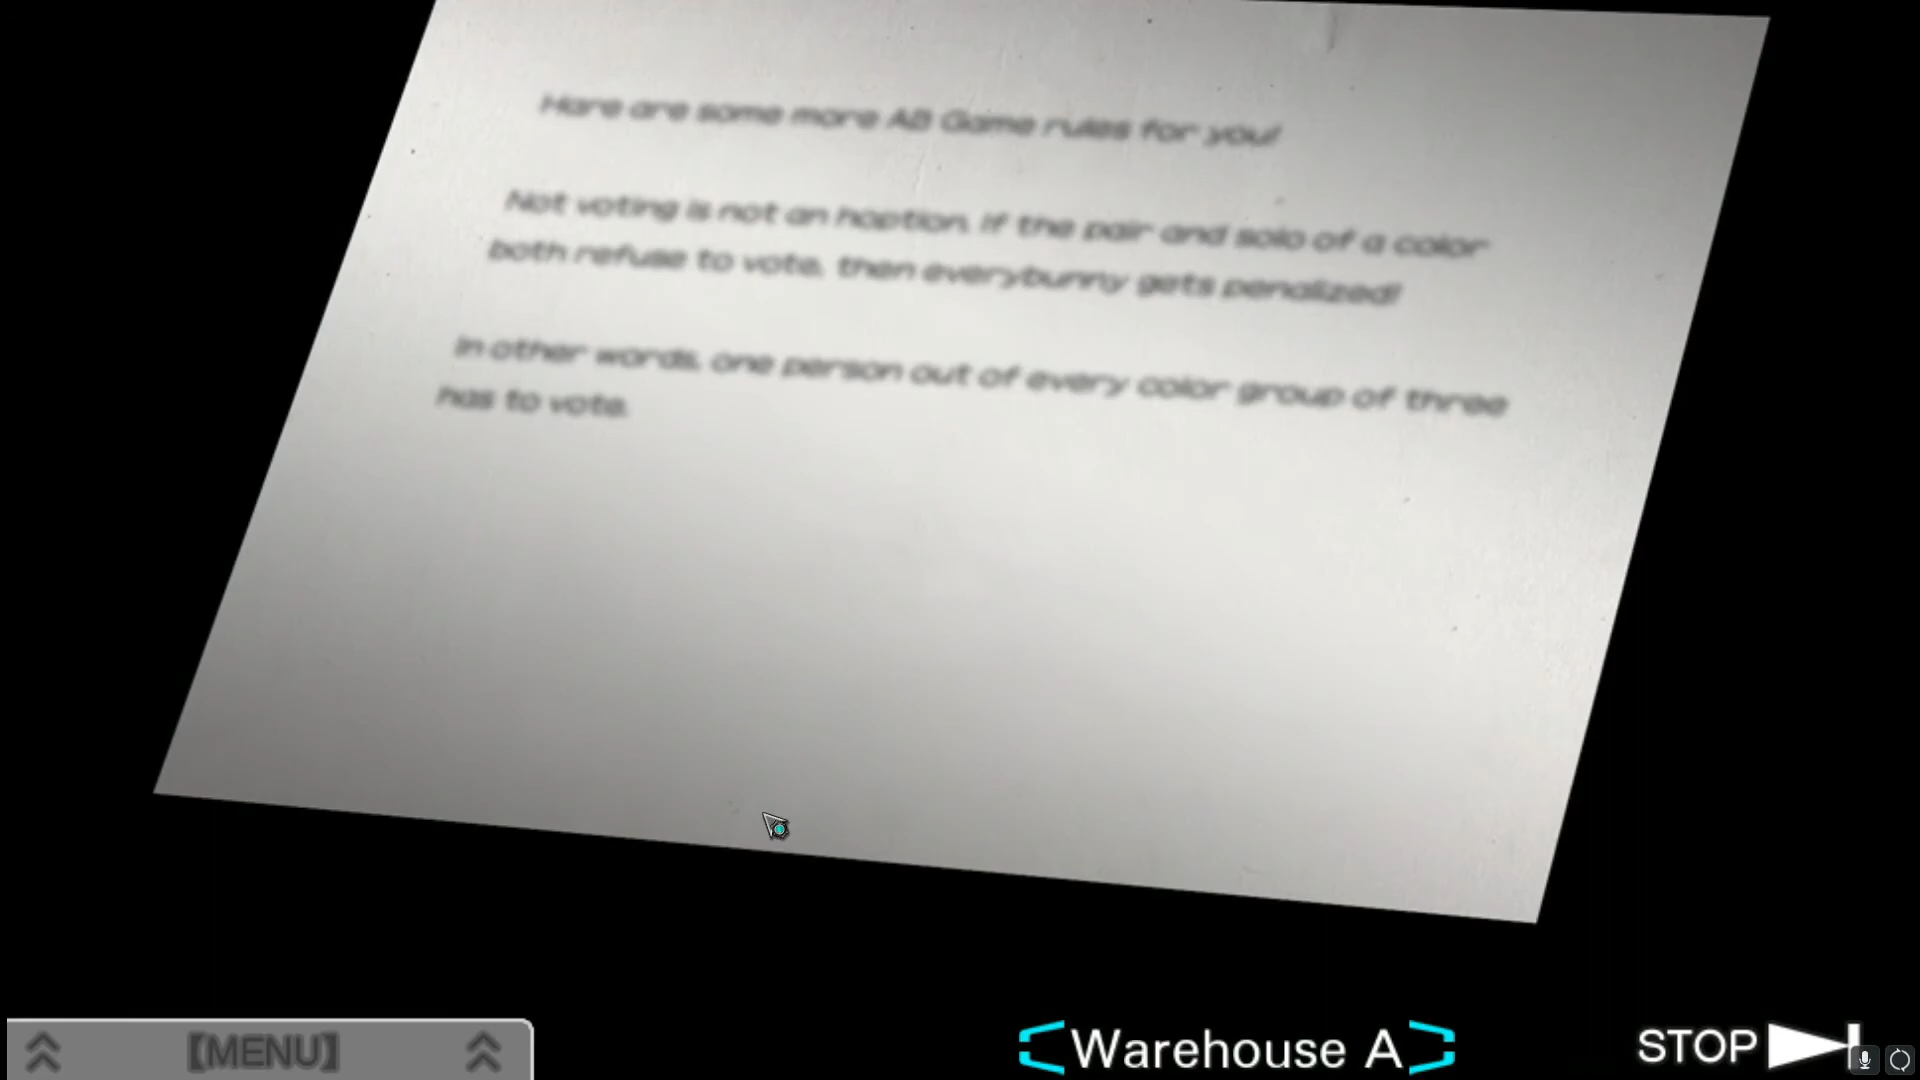 Hare are some more AB Game rules for you!
Not voting is not an hoption. If the pair and solo of a color
both refuse to vote, then everybunny gets penalized!
In other words, one person out of every color group of three
has to vote.
[MENU]
Warehouse A
STOP